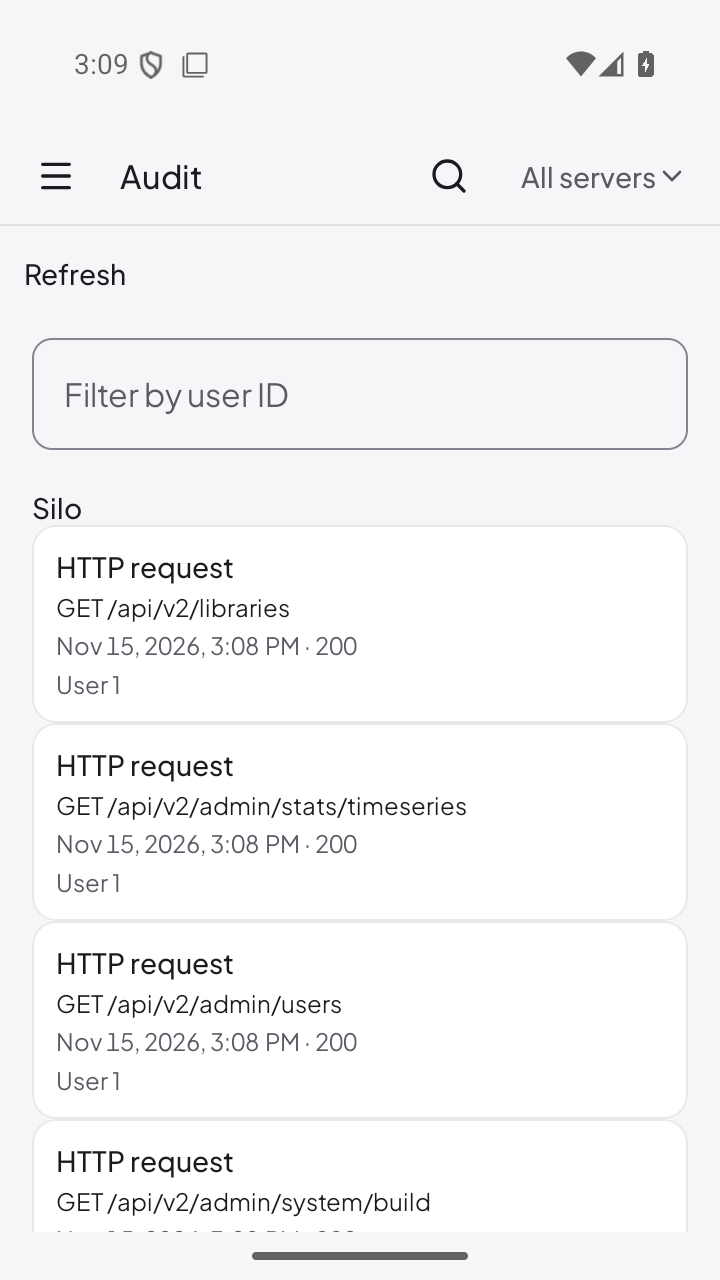 3:09
Audit
All servers
Refresh
Filter by user ID
Silo
HTTP request
GET /api/v2/libraries
Nov 15, 2026, 3:08 PM · 200
User 1
HTTP request
GET /api/v2/admin/stats/timeseries
Nov 15, 2026, 3:08 PM · 200
User 1
HTTP request
GET /api/v2/admin/users
Nov 15, 2026, 3:08 PM · 200
User 1
HTTP request
GET /api/v2/admin/system/build